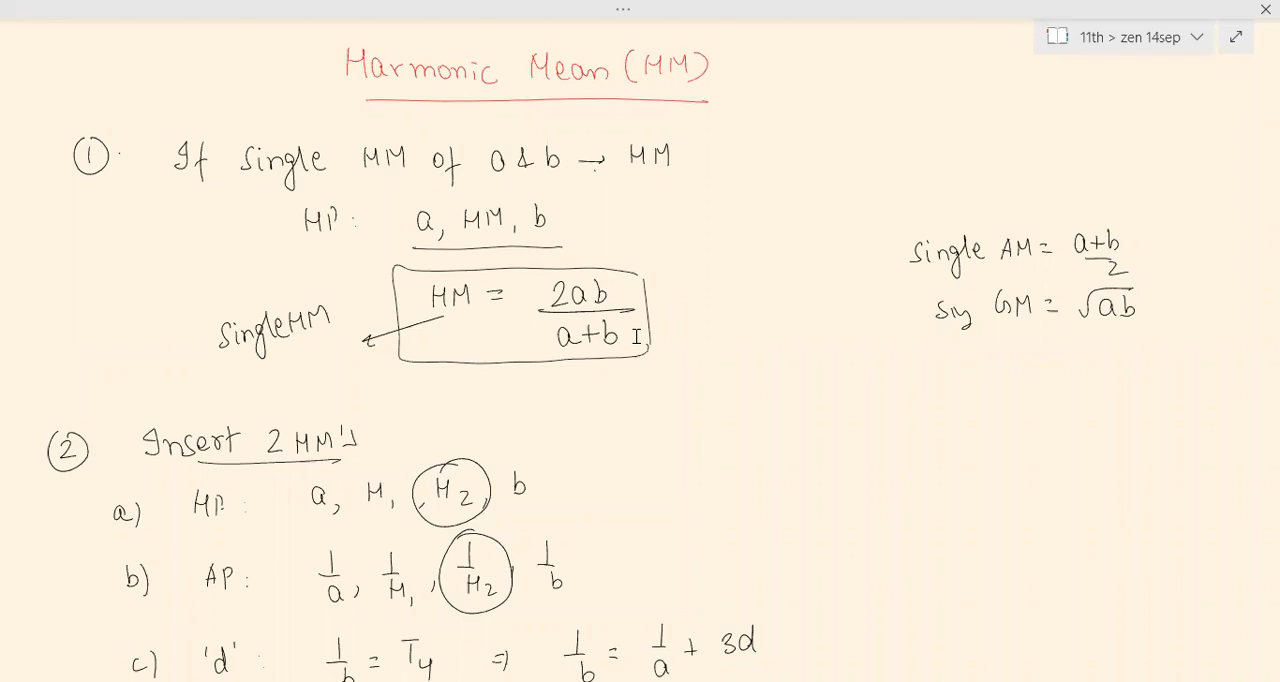 11th > zen 14sep
Harmonic Mean (HM)
① If Single HM of a & b → HM
HP: a, HM, b
Single AM = a+b/2
HM = 2ab/a+b
Single HM
GM = √ab
② Insert 2 HM's
a) HP: a, H₁, H₂, b
b) AP: 1/a, 1/H₁, 1/H₂, 1/b
c) 'd': 1/b = T₄ ⇒ 1/b = 1/a + 3d